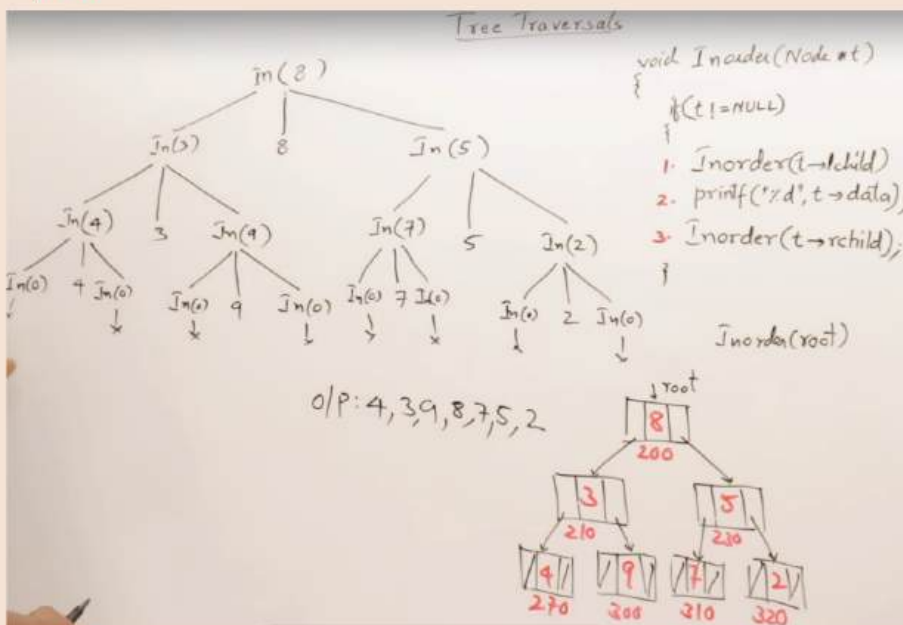 Tree Traversals
void Inorder(Node *t)
{
if(t!=NULL)
{
1. Inorder(t→lchild)
2. printf("%d", t→data),
3. Inorder(t→rchild);
}
Inorder(root)
In(8)
In(3) 8 In(5)
In(4) 3 In(9) In(7) 5 In(2)
In(0) 4 In(0) In(0) 9 In(0) In(0) 7 In(0) In(0) 2 In(0)
O/P: 4, 3, 9, 8, 7, 5, 2
root
8
200
3 5
210 230
4 9 7 2
270 300 310 320